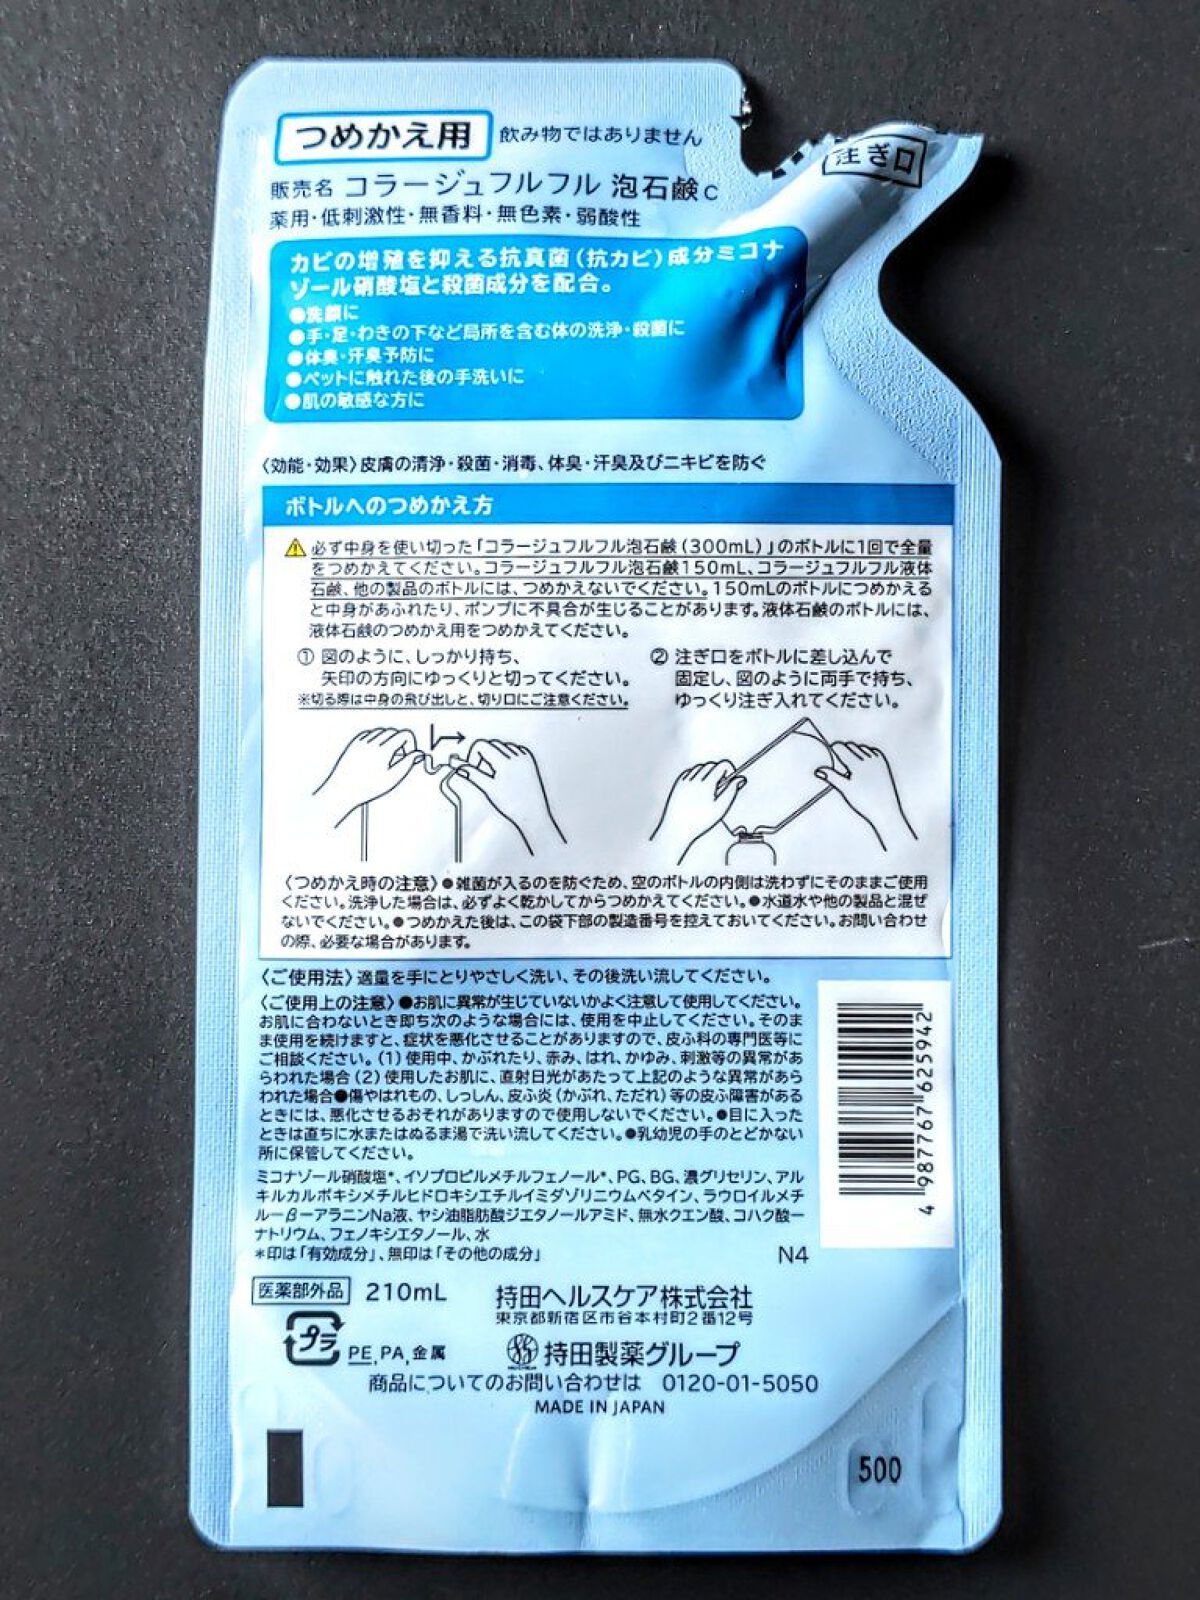 つめかえ用 飲み物ではありません
注ぎ口
販売名 コラージュフルフル 泡石鹸c
薬用・低刺激性・無香料・無色素・弱酸性
カビの増殖を抑える抗真菌（抗カビ）成分ミコナ
ゾール硝酸塩と殺菌成分を配合。
●洗顔に
●手・足・わきの下など局所を含む体の洗浄・殺菌に
●体臭・汗臭予防に
●ペットに触れた後の手洗いに
●肌の敏感な方に
〈効能・効果〉皮膚の清浄・殺菌・消毒、体臭・汗臭及びニキビを防ぐ
ボトルへのつめかえ方
必ず中身を使い切った「コラージュフルフル泡石鹸（300mL）」のボトルに1回で全量
をつめかえてください。コラージュフルフル泡石鹸150mL、コラージュフルフル液体
石鹸、他の製品のボトルには、つめかえないでください。150mLのボトルにつめかえる
と中身があふれたり、ポンプに不具合が生じることがあります。液体石鹸のボトルには、
液体石鹸のつめかえ用をつめかえてください。
① 図のように、しっかり持ち、
矢印の方向にゆっくりと切ってください。
※切る際は中身の飛び出しと、切り口にご注意ください。
② 注ぎ口をボトルに差し込んで
固定し、図のように両手で持ち、
ゆっくり注ぎ入れてください。
〈つめかえ時の注意〉●雑菌が入るのを防ぐため、空のボトルの内側は洗わずにそのままご使用
ください。洗浄した場合は、必ずよく乾かしてからつめかえてください。●水道水や他の製品と混ぜ
ないでください。●つめかえた後は、この袋下部の製造番号を控えておいてください。お問い合わせ
の際、必要な場合があります。
〈ご使用法〉適量を手にとりやさしく洗い、その後洗い流してください。
〈ご使用上の注意〉●お肌に異常が生じていないかよく注意して使用してください。
お肌に合わないとき即ち次のような場合には、使用を中止してください。そのま
ま使用を続けますと、症状を悪化させることがありますので、皮ふ科の専門医等に
ご相談ください。（1）使用中、かぶれたり、赤み、はれ、かゆみ、刺激等の異常があ
らわれた場合（2）使用したお肌に、直射日光があたって上記のような異常があら
われた場合●傷やはれもの、しっしん、皮ふ炎（かぶれ、ただれ）等の皮ふ障害がある
ときには、悪化させるおそれがありますので使用しないでください。●目に入った
ときは直ちに水またはぬるま湯で洗い流してください。●乳幼児の手のとどかない
所に保管してください。
ミコナゾール硝酸塩*、イソプロピルメチルフェノール*、PG、BG、濃グリセリン、アル
キルカルボキシメチルヒドロキシエチルイミダゾリニウムベタイン、ラウロイルメチ
ルーβーアラニンNa液、ヤシ油脂肪酸ジエタノールアミド、無水クエン酸、コハク酸一
ナトリウム、フェノキシエタノール、水
*印は「有効成分」、無印は「その他の成分」
N4
4 987767 625942
医薬部外品 210mL
持田ヘルスケア株式会社
東京都新宿区市谷本村町2番12号
プラ PE, PA, 金属
持田製薬グループ
商品についてのお問い合わせは 0120-01-5050
MADE IN JAPAN
500